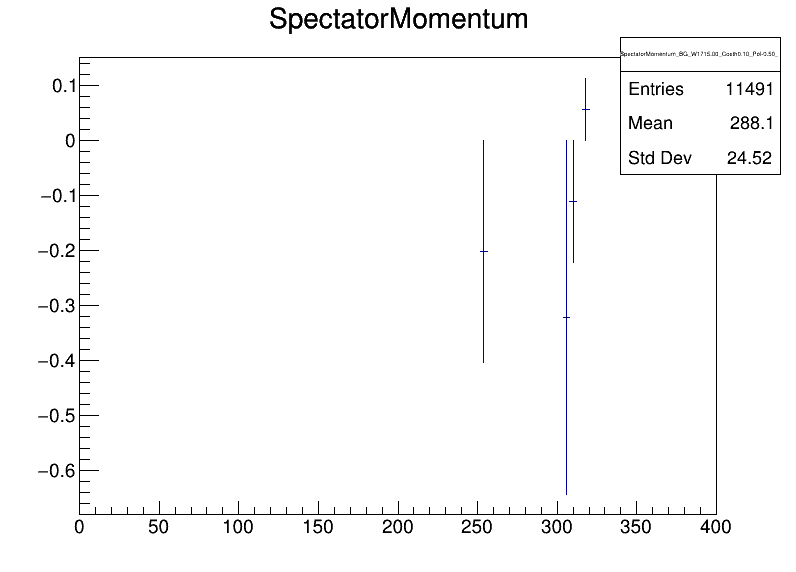 SpectatorMomentum
SpectatorMomentum_BG_W1715.00_Costh0.10_Pol-0.50_
Entries 11491
Mean 288.1
Std Dev 24.52
0.1
0
−0.1
−0.2
−0.3
−0.4
−0.5
−0.6
0 50 100 150 200 250 300 350 400